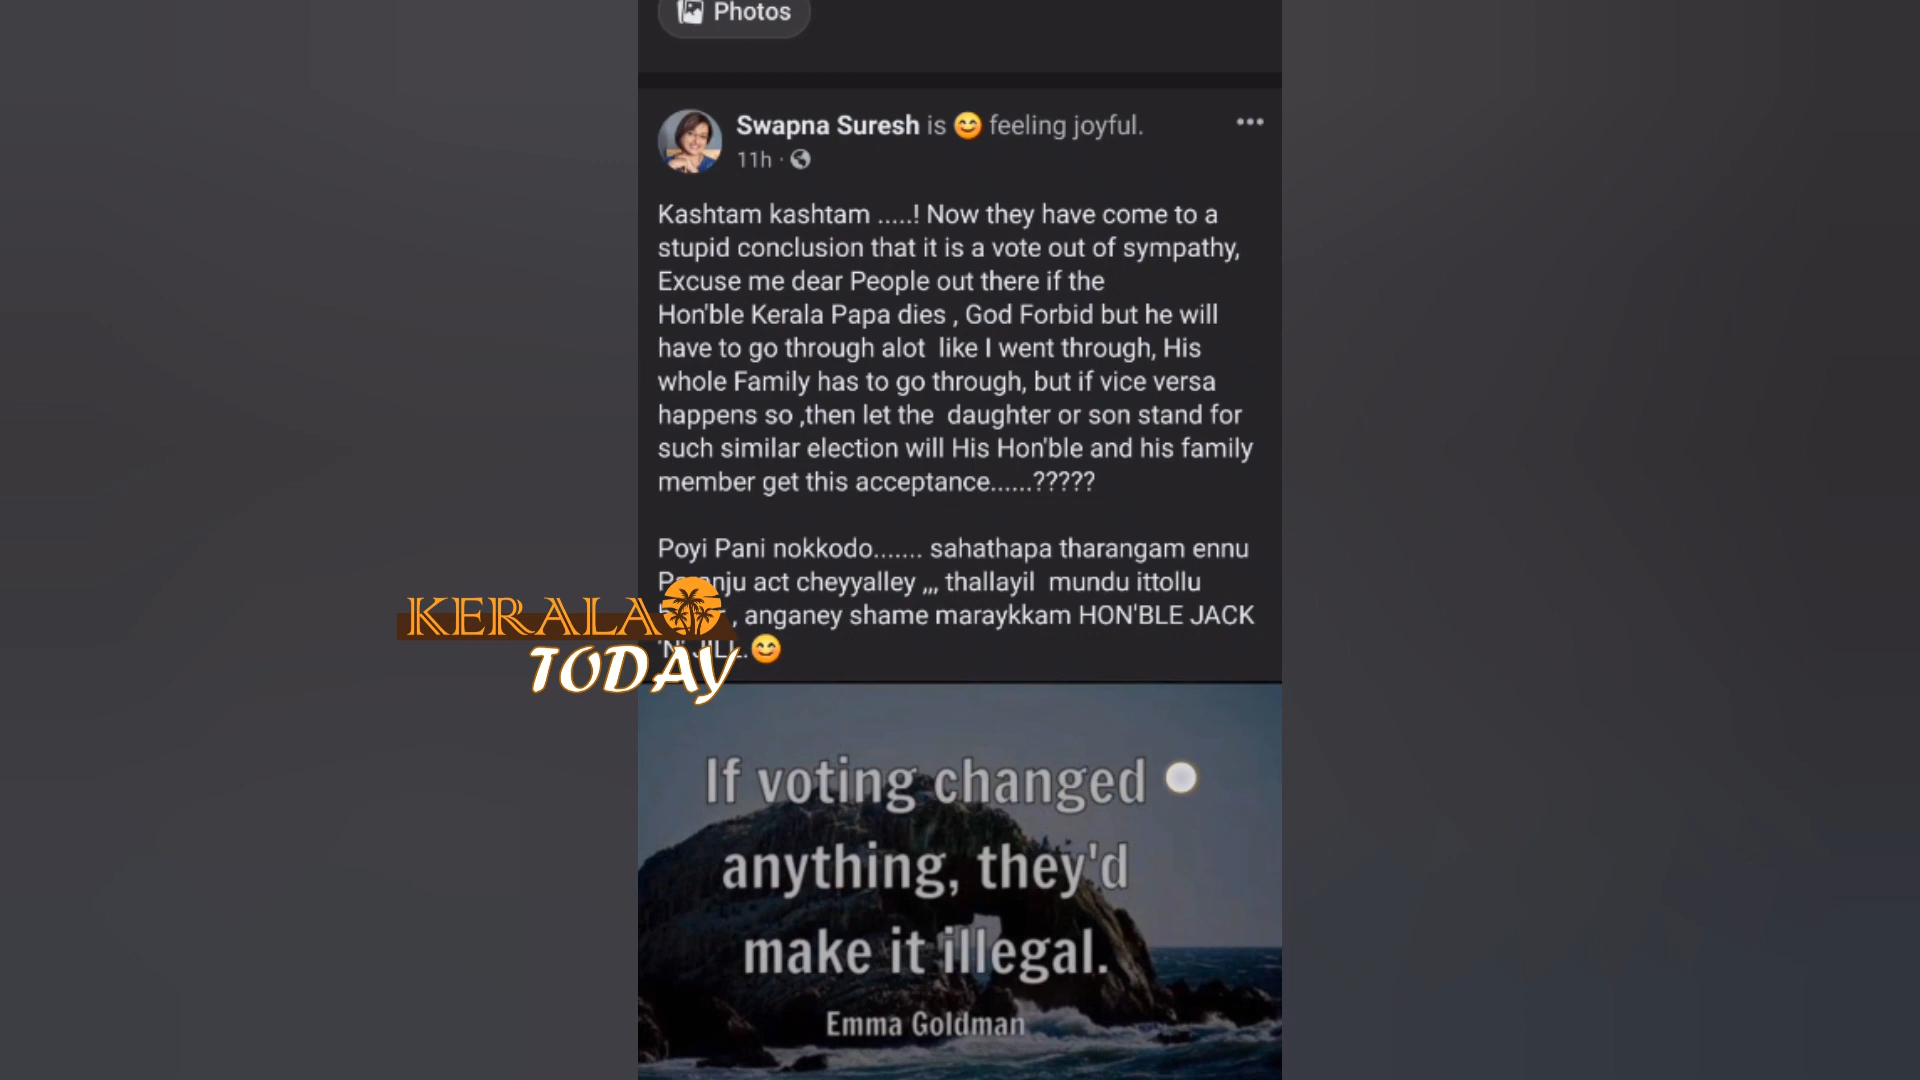 Photos
Swapna Suresh is 😊 feeling joyful.
11h ·
Kashtam kashtam .....! Now they have come to a
stupid conclusion that it is a vote out of sympathy,
Excuse me dear People out there if the
Hon'ble Kerala Papa dies , God Forbid but he will
have to go through alot like I went through, His
whole Family has to go through, but if vice versa
happens so ,then let the daughter or son stand for
such similar election will His Hon'ble and his family
member get this acceptance......?????
Poyi Pani nokkodo....... sahathapa tharangam ennu
act cheyyalley ,,, thallayil mundu ittollu
, anganey shame maraykkam HON'BLE JACK
'N' JILL.😊
KERALA
TODAY
If voting changed
anything, they'd
make it illegal.
Emma Goldman